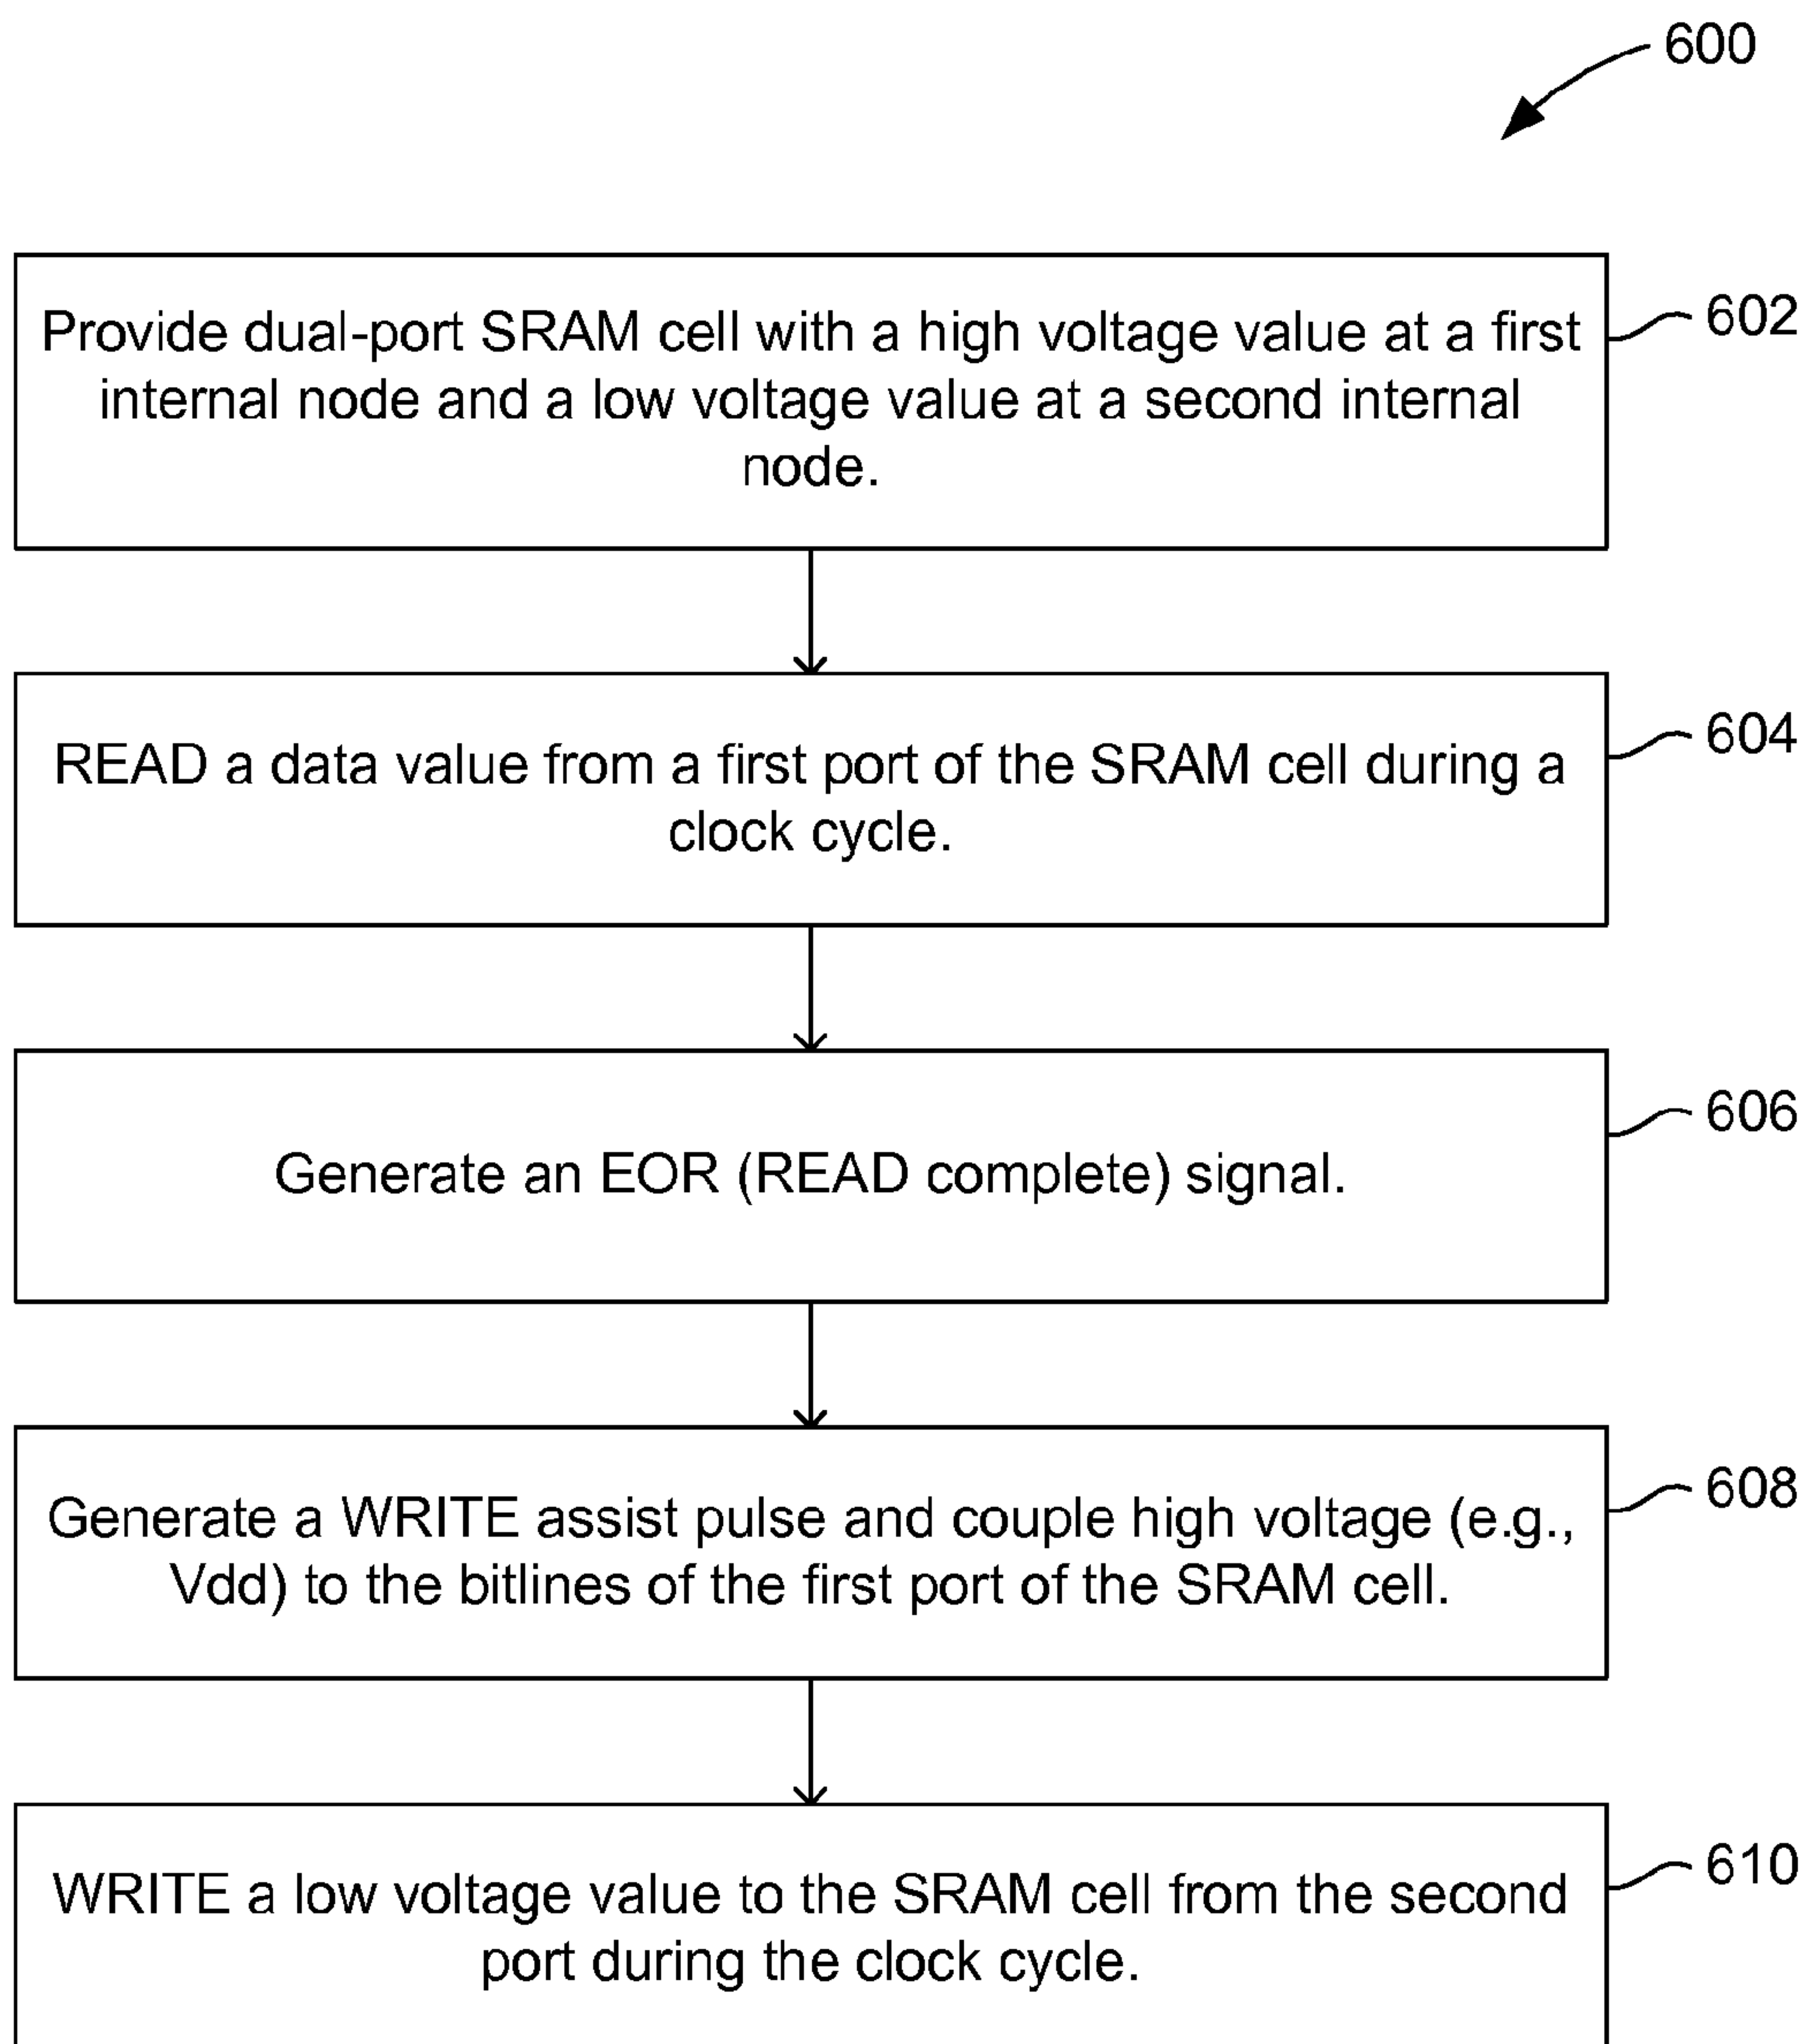 600
Provide dual-port SRAM cell with a high voltage value at a first
internal node and a low voltage value at a second internal
node.
602
READ a data value from a first port of the SRAM cell during a
clock cycle.
604
Generate an EOR (READ complete) signal.
606
Generate a WRITE assist pulse and couple high voltage (e.g.,
Vdd) to the bitlines of the first port of the SRAM cell.
608
WRITE a low voltage value to the SRAM cell from the second
port during the clock cycle.
610